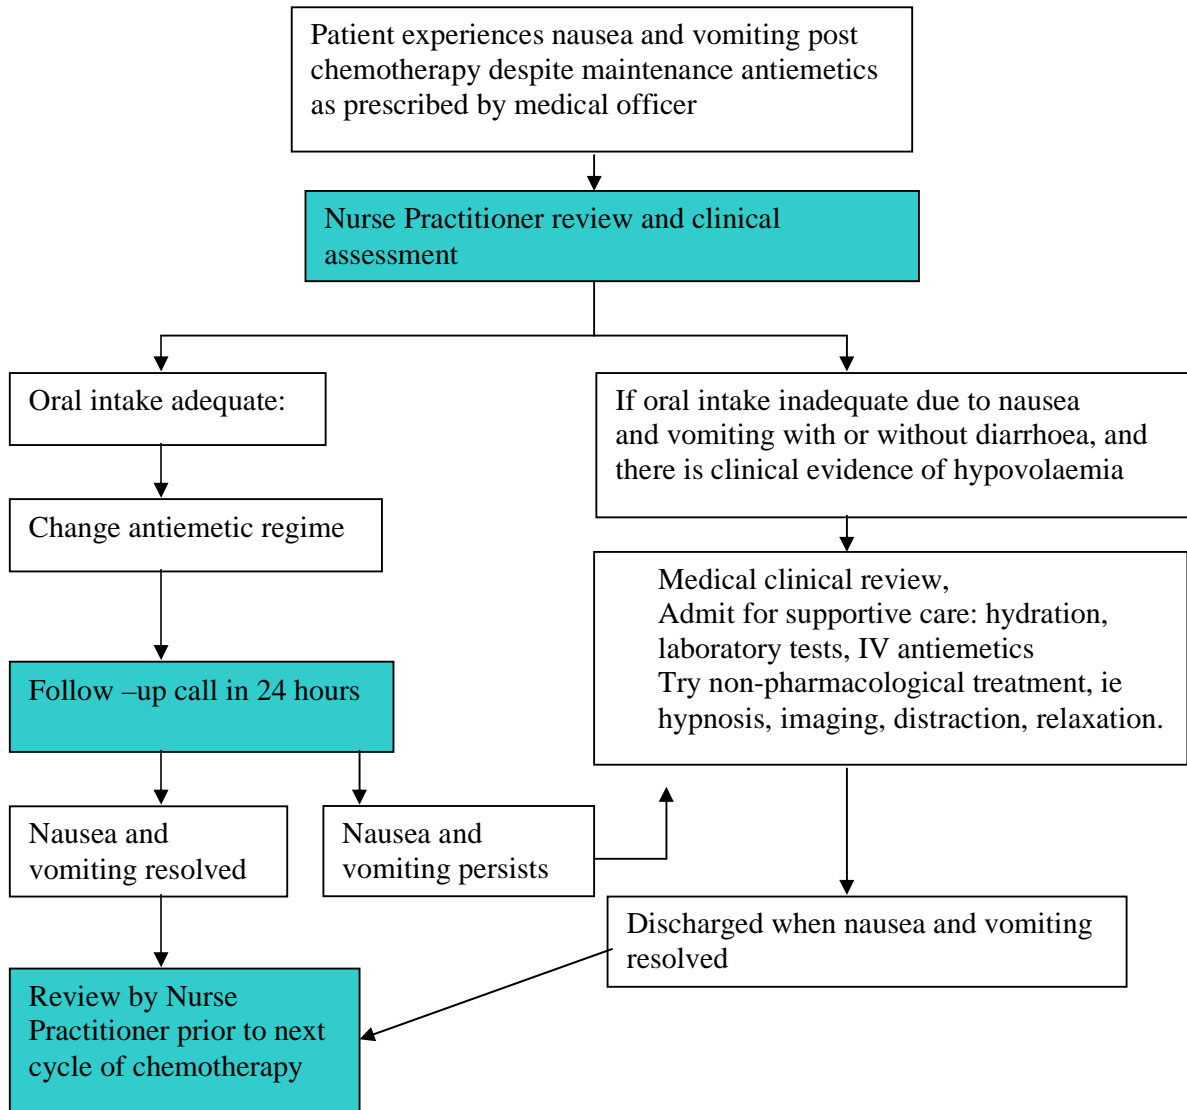 Patient experiences nausea and vomiting post
chemotherapy despite maintenance antiemetics
as prescribed by medical officer
Nurse Practitioner review and clinical
assessment
Oral intake adequate:
If oral intake inadequate due to nausea
and vomiting with or without diarrhoea, and
there is clinical evidence of hypovolaemia
Change antiemetic regime
Medical clinical review,
Admit for supportive care: hydration,
laboratory tests, IV antiemetics
Try non-pharmacological treatment, ie
hypnosis, imaging, distraction, relaxation.
Follow –up call in 24 hours
Nausea and
vomiting resolved
Nausea and
vomiting persists
Discharged when nausea and vomiting
resolved
Review by Nurse
Practitioner prior to next
cycle of chemotherapy